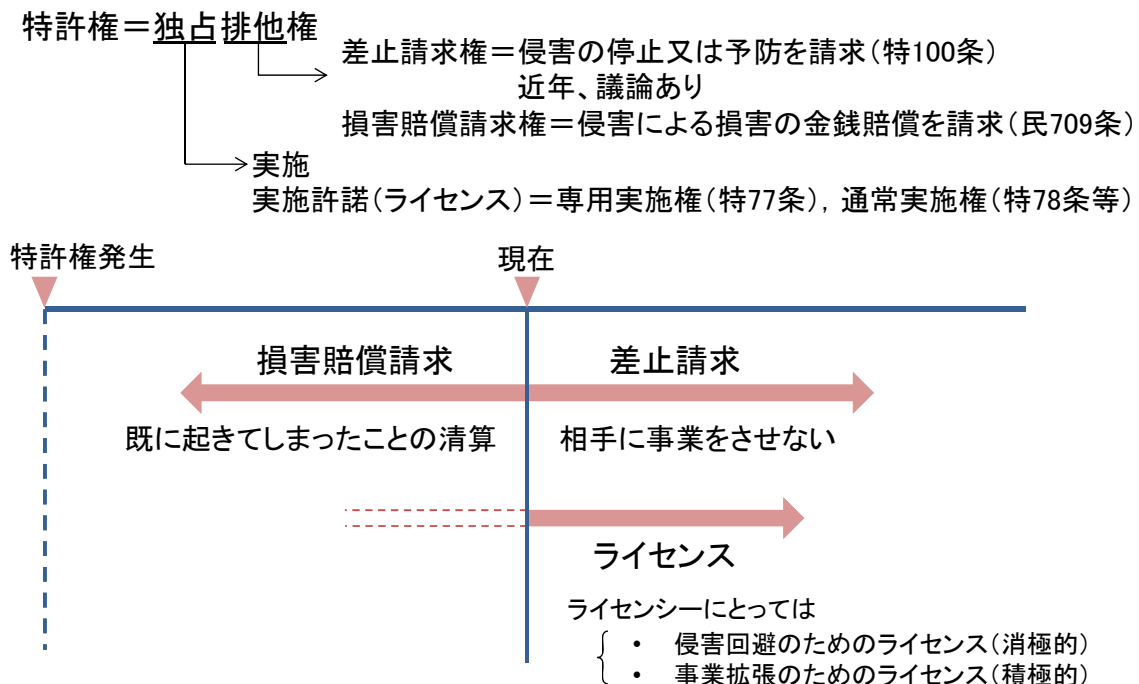 特許権＝独占排他権
差止請求権＝侵害の停止又は予防を請求（特100条）
近年、議論あり
損害賠償請求権＝侵害による損害の金銭賠償を請求（民709条）
実施
実施許諾（ライセンス）＝専用実施権（特77条）, 通常実施権（特78条等）
特許権発生
現在
損害賠償請求
差止請求
既に起きてしまったことの清算
相手に事業をさせない
ライセンス
ライセンシーにとっては
・ 侵害回避のためのライセンス（消極的）
・ 事業拡張のためのライセンス（積極的）